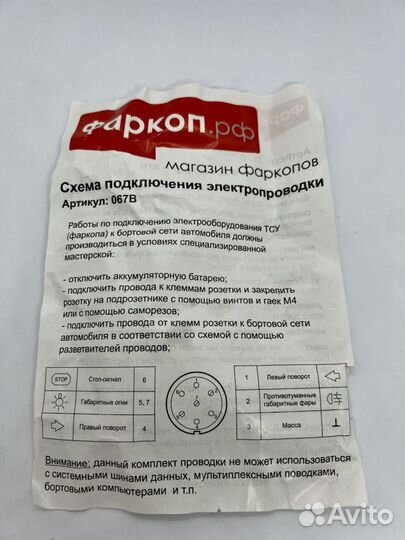 фаркоп.рф
магазин фаркопов
Схема подключения электропроводки
Артикул: 067В
Работы по подключению электрооборудования ТСУ
(фаркопа) к бортовой сети автомобиля должны
производиться в условиях специализированной
мастерской:
- отключить аккумуляторную батарею;
- подключить провода к клеммам розетки и закрепить
розетку на подрозетнике с помощью винтов и гаек М4
или с помощью саморезов;
- подключить провода от клемм розетки к бортовой сети
автомобиля в соответствии со схемой с помощью
разветвителей проводов;
STOP Стоп-сигнал 6
Габаритные огни 5, 7
Правый поворот 4
1 Левый поворот
2 Противотуманные габаритные фары
3 Масса
Внимание: данный комплект проводки не может использоваться
с системными шинами данных, мультиплексными поводками,
бортовыми компьютерами и т.п.
Avito